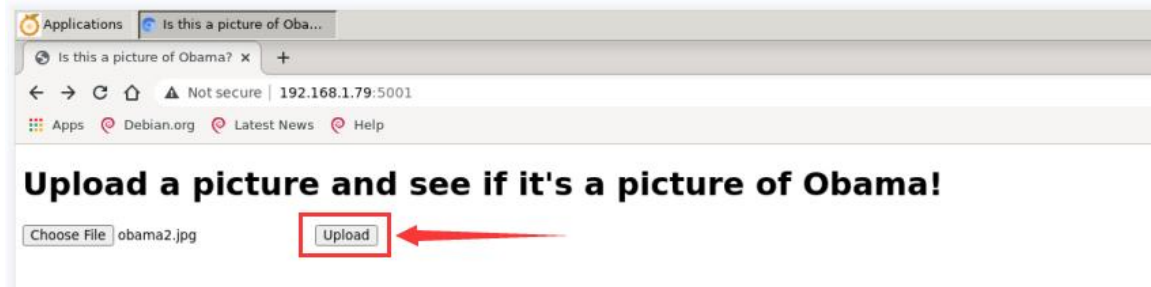 Applications Is this a picture of Oba...
Is this a picture of Obama? × +
Not secure | 192.168.1.79:5001
Apps Debian.org Latest News Help
Upload a picture and see if it's a picture of Obama!
Choose File obama2.jpg Upload